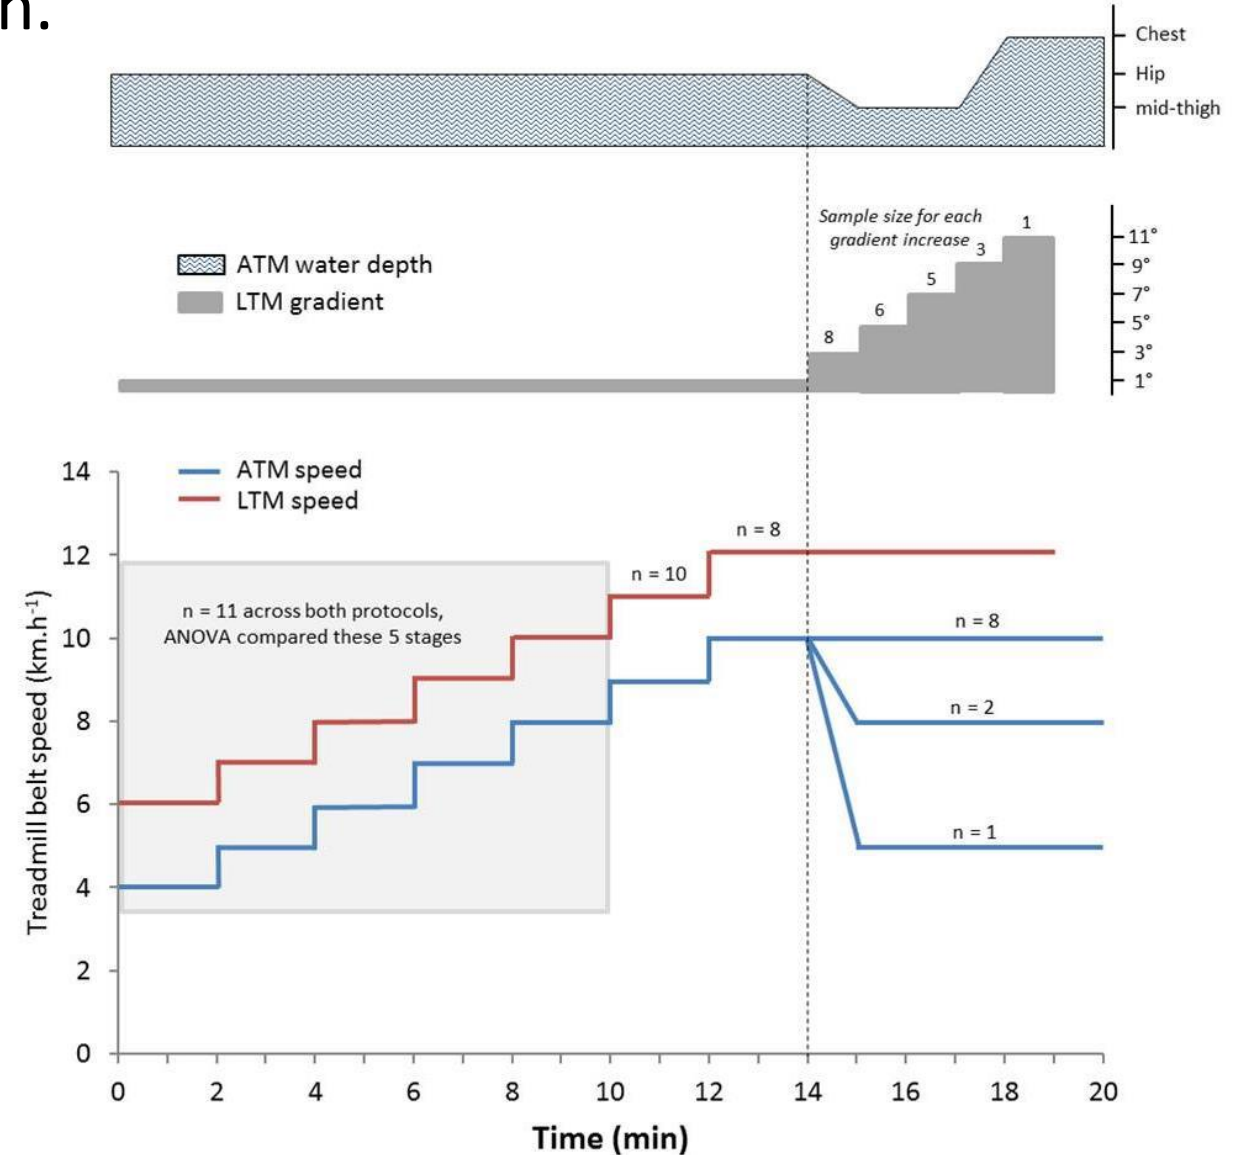 n.
Chest
Hip
mid-thigh
Sample size for each
gradient increase
8
6
5
3
1
11°
9°
7°
5°
3°
1°
ATM water depth
LTM gradient
ATM speed
LTM speed
14
12
10
8
6
4
2
0
Treadmill belt speed (km.h-1)
n = 11 across both protocols,
ANOVA compared these 5 stages
n = 10
n = 8
n = 8
n = 2
n = 1
0 2 4 6 8 10 12 14 16 18 20
Time (min)